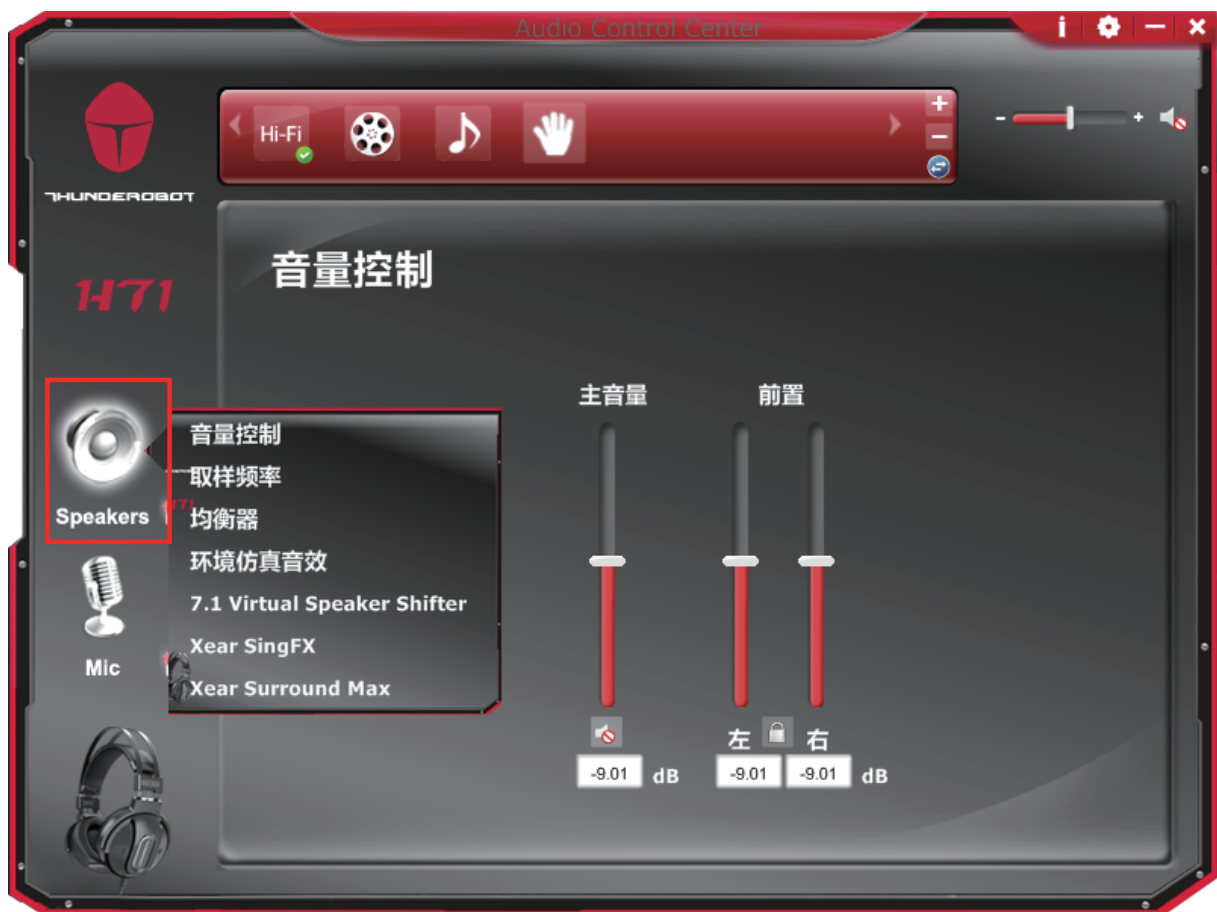 Audio Control Center
Hi-Fi
THUNDEROBOT
H71
音量控制
主音量
前置
Speakers
音量控制
取样频率
均衡器
环境仿真音效
7.1 Virtual Speaker Shifter
Xear SingFX
Xear Surround Max
Mic
左
右
-9.01 dB
-9.01 -9.01 dB